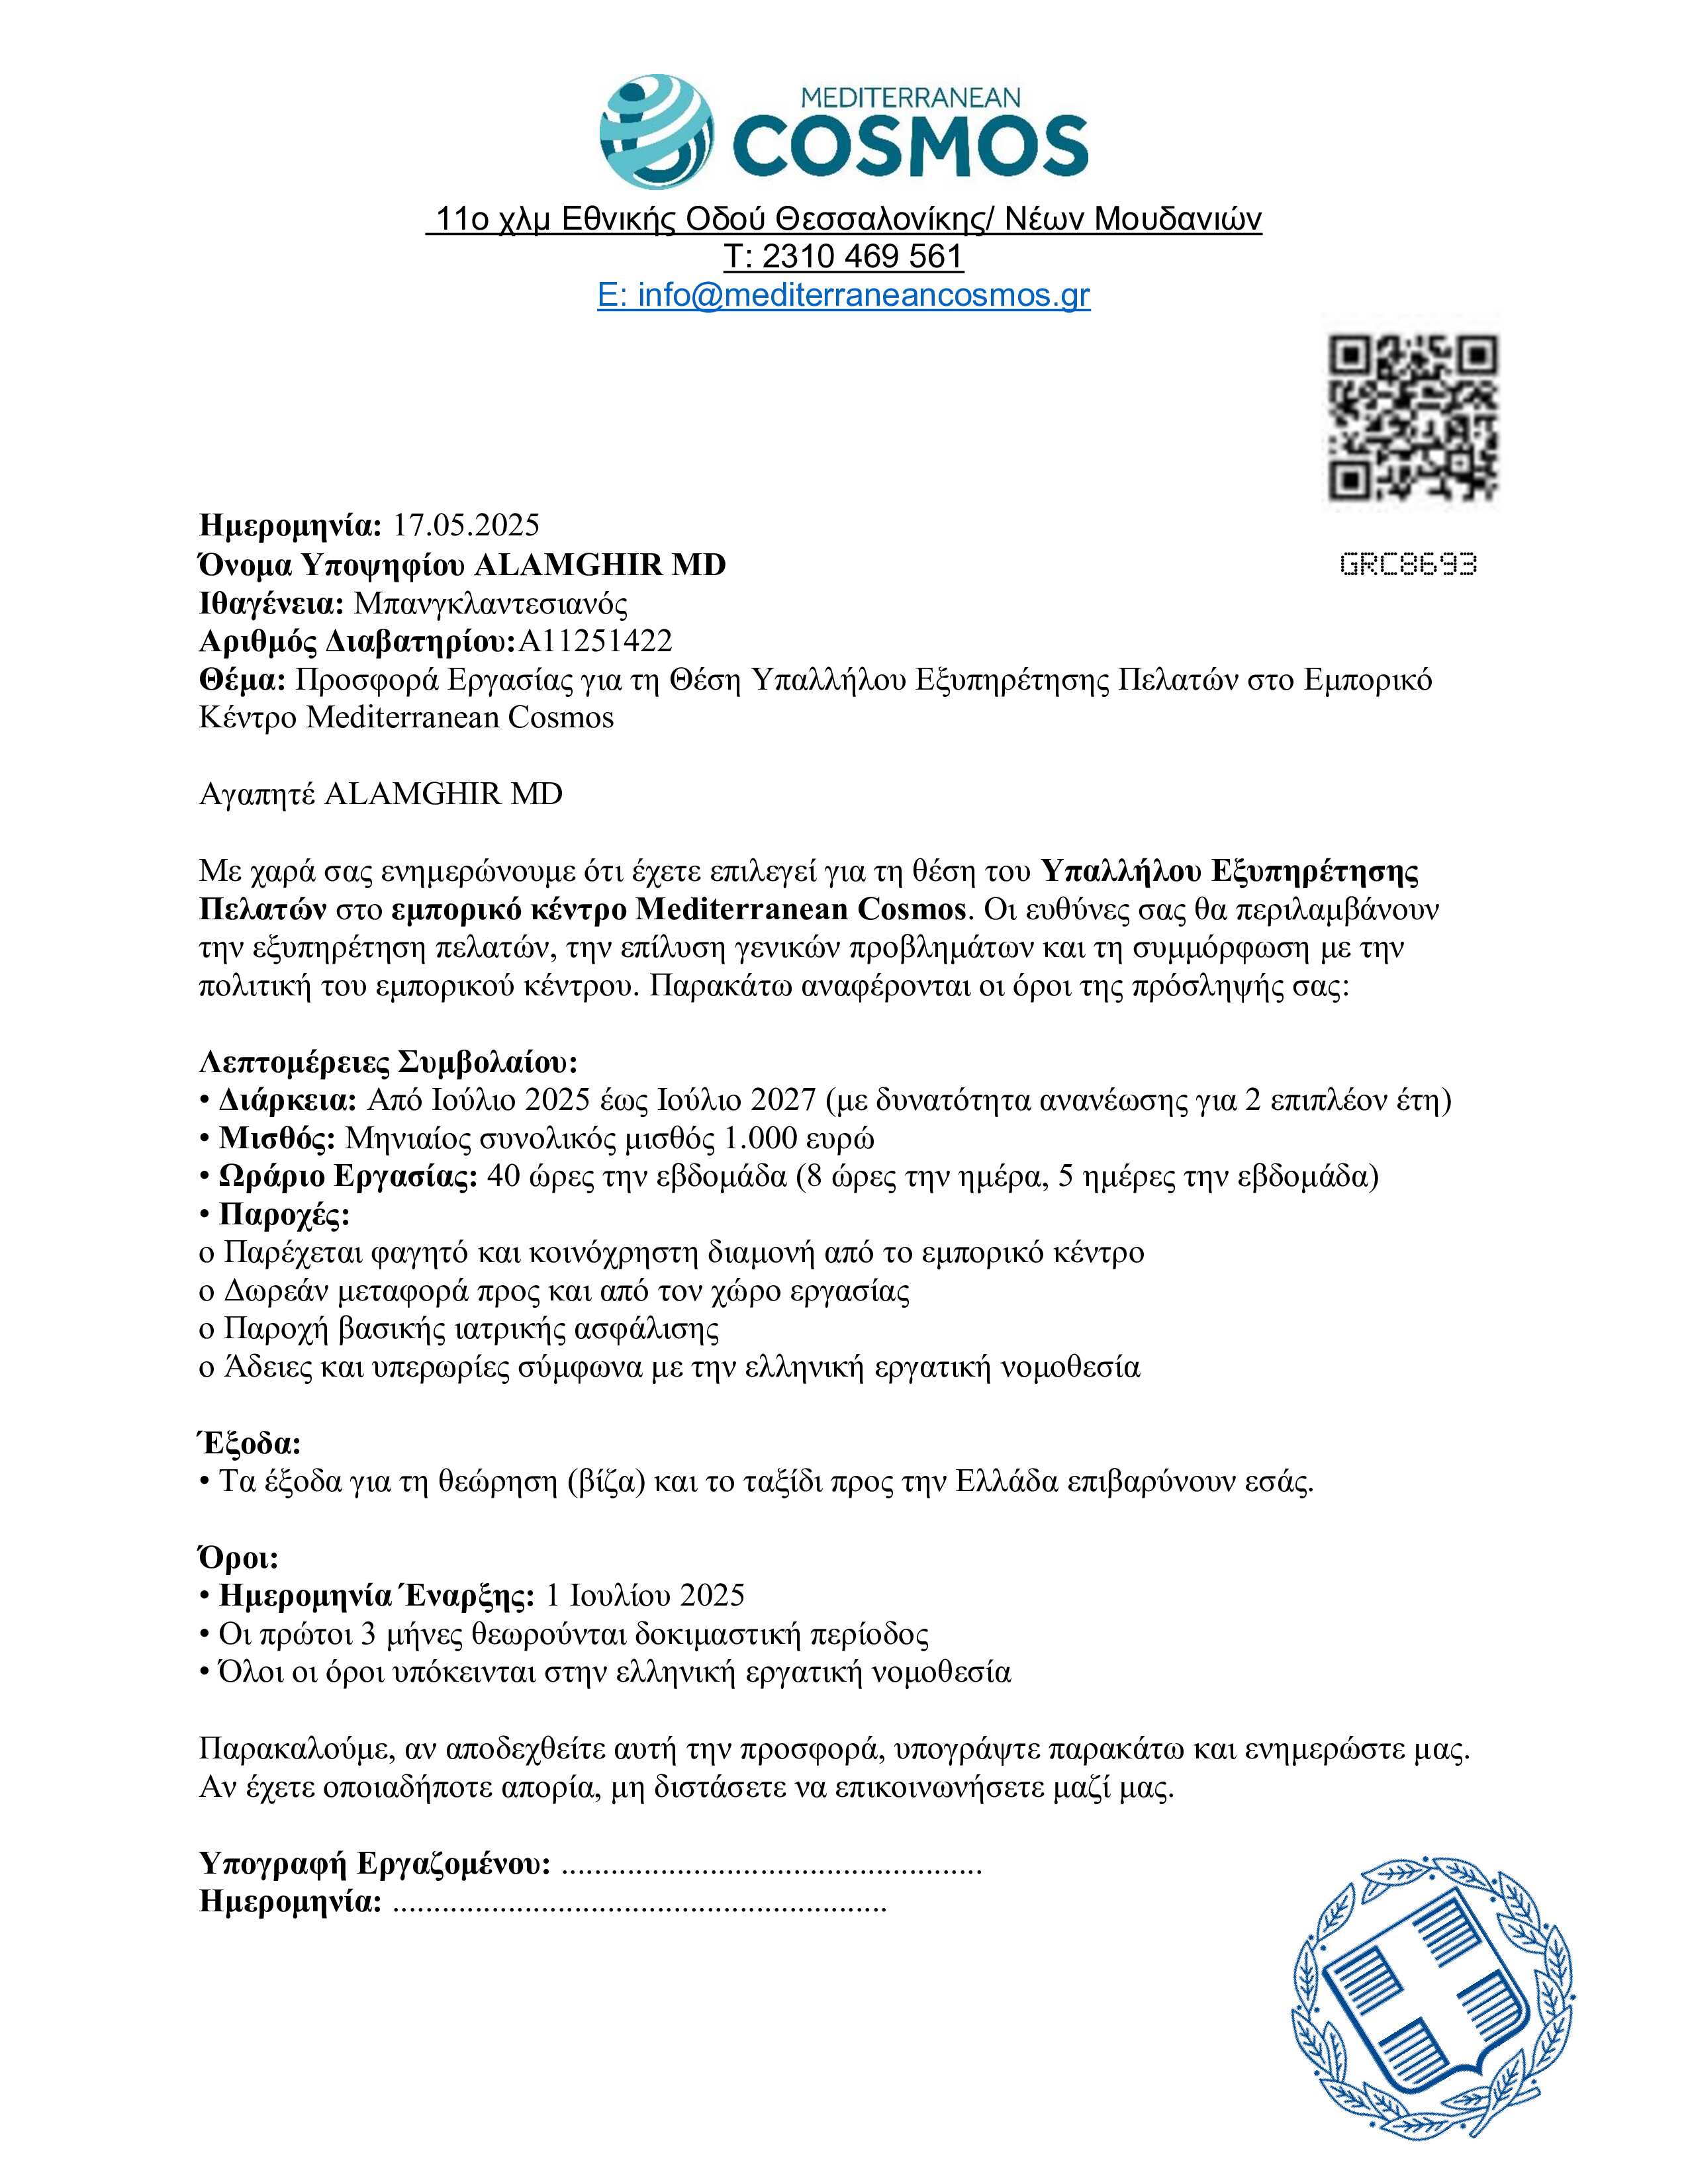 MEDITERRANEAN
COSMOS
11ο χλμ Εθνικής Οδού Θεσσαλονίκης/ Νέων Μουδανιών
Τ: 2310 469 561
E: info@mediterraneancosmos.gr
Ημερομηνία: 17.05.2025
Όνομα Υποψηφίου ALAMGHIR MD
GRC8693
Ιθαγένεια: Μπανγκλαντεσιανός
Αριθμός Διαβατηρίου:A11251422
Θέμα: Προσφορά Εργασίας για τη Θέση Υπαλλήλου Εξυπηρέτησης Πελατών στο Εμπορικό
Κέντρο Mediterranean Cosmos
Αγαπητέ ALAMGHIR MD
Με χαρά σας ενημερώνουμε ότι έχετε επιλεγεί για τη θέση του Υπαλλήλου Εξυπηρέτησης
Πελατών στο εμπορικό κέντρο Mediterranean Cosmos. Οι ευθύνες σας θα περιλαμβάνουν
την εξυπηρέτηση πελατών, την επίλυση γενικών προβλημάτων και τη συμμόρφωση με την
πολιτική του εμπορικού κέντρου. Παρακάτω αναφέρονται οι όροι της πρόσληψής σας:
Λεπτομέρειες Συμβολαίου:
• Διάρκεια: Από Ιούλιο 2025 έως Ιούλιο 2027 (με δυνατότητα ανανέωσης για 2 επιπλέον έτη)
• Μισθός: Μηνιαίος συνολικός μισθός 1.000 ευρώ
• Ωράριο Εργασίας: 40 ώρες την εβδομάδα (8 ώρες την ημέρα, 5 ημέρες την εβδομάδα)
• Παροχές:
o Παρέχεται φαγητό και κοινόχρηστη διαμονή από το εμπορικό κέντρο
o Δωρεάν μεταφορά προς και από τον χώρο εργασίας
o Παροχή βασικής ιατρικής ασφάλισης
o Άδειες και υπερωρίες σύμφωνα με την ελληνική εργατική νομοθεσία
Έξοδα:
• Τα έξοδα για τη θεώρηση (βίζα) και το ταξίδι προς την Ελλάδα επιβαρύνουν εσάς.
Όροι:
• Ημερομηνία Έναρξης: 1 Ιουλίου 2025
• Οι πρώτοι 3 μήνες θεωρούνται δοκιμαστική περίοδος
• Όλοι οι όροι υπόκεινται στην ελληνική εργατική νομοθεσία
Παρακαλούμε, αν αποδεχθείτε αυτή την προσφορά, υπογράψτε παρακάτω και ενημερώστε μας.
Αν έχετε οποιαδήποτε απορία, μη διστάσετε να επικοινωνήσετε μαζί μας.
Υπογραφή Εργαζομένου: ...................................................
Ημερομηνία: ............................................................